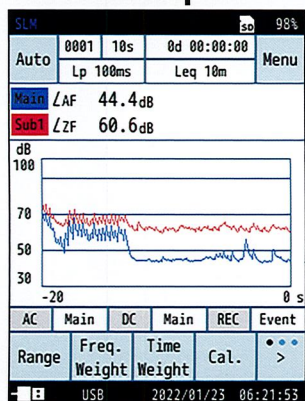 SLM SD 98%
Auto 0001 10s 0d 00:00:00 Menu
Lp 100ms Leq 10m
Main LAF 44.4dB
Sub1 LZF 60.6dB
dB
100
70
50
30
-20 0 s
AC Main DC Main REC Event
Range Freq. Weight Time Weight Cal. >
USB 2022/01/23 06:21:53